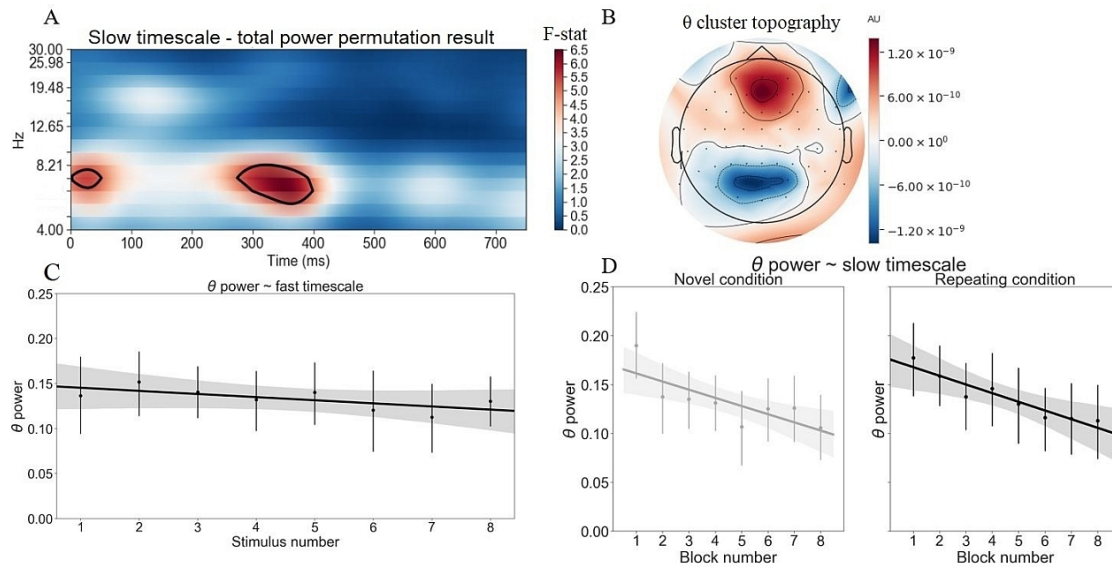 A
Slow timescale - total power permutation result
F-stat
30.00
25.98
19.48
12.65
8.21
4.00
Hz
0 100 200 300 400 500 600 700
Time (ms)
6.5
6.0
5.5
5.0
4.5
4.0
3.5
3.0
2.5
2.0
1.5
1.0
0.5
0.0
B
θ cluster topography
AU
1.20 × 10⁻⁹
6.00 × 10⁻¹⁰
0.00 × 10⁰
−6.00 × 10⁻¹⁰
−1.20 × 10⁻⁹
C
θ power ~ fast timescale
0.25
0.20
0.15
0.10
0.05
0.00
θ power
1 2 3 4 5 6 7 8
Stimulus number
D
θ power ~ slow timescale
Novel condition
0.25
0.20
0.15
0.10
0.05
0.00
θ power
1 2 3 4 5 6 7 8
Block number
Repeating condition
θ power
1 2 3 4 5 6 7 8
Block number